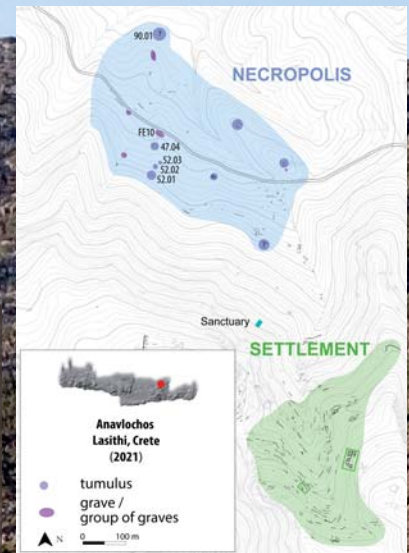 90.01
?
NECROPOLIS
FE10
47.04
52.03
52.02
52.01
?
Sanctuary
SETTLEMENT
Anavlochos
Lasithi, Crete
(2021)
tumulus
grave /
group of graves
N
0
100 m